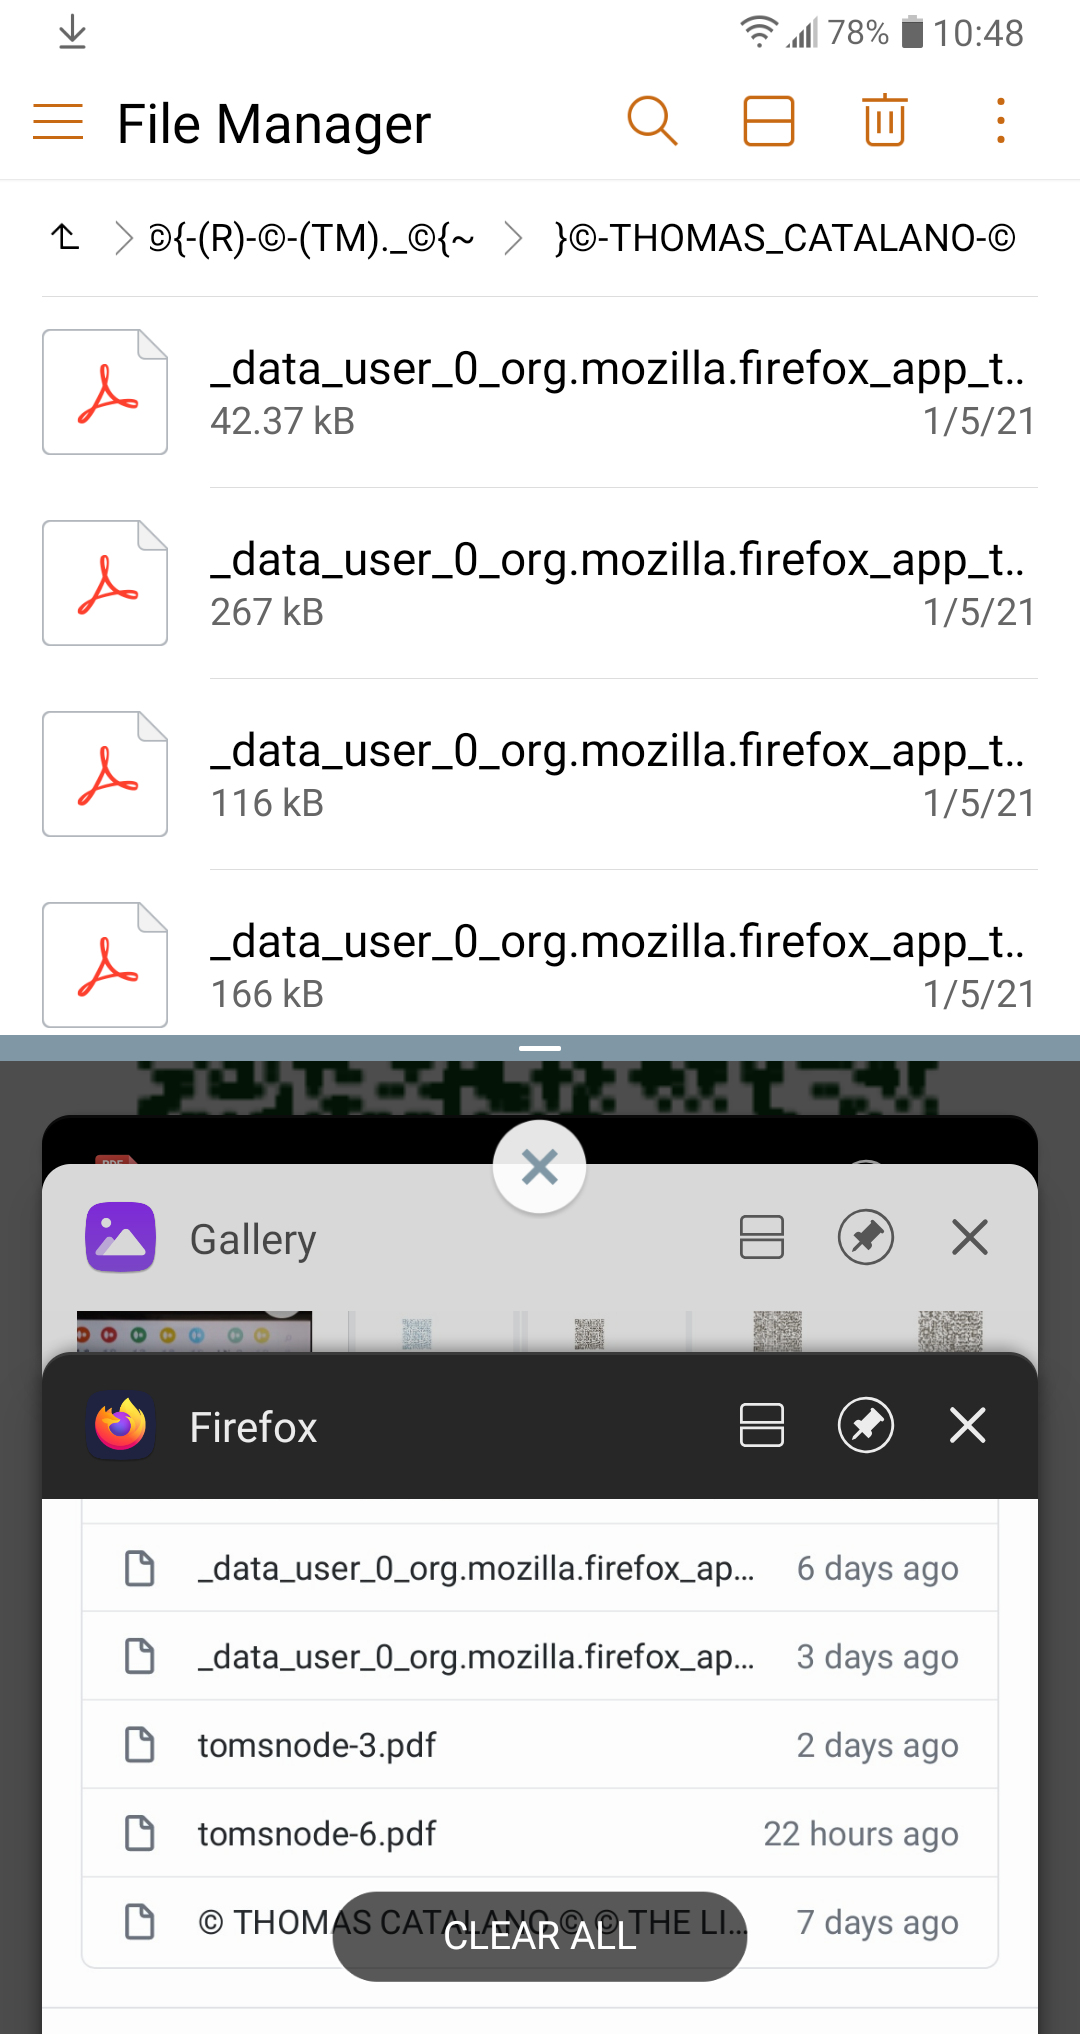 78% 10:48
File Manager
©{-(R)-©-(TM)._©{~ }©-THOMAS_CATALANO-©
_data_user_0_org.mozilla.firefox_app_t..
42.37 kB 1/5/21
_data_user_0_org.mozilla.firefox_app_t..
267 kB 1/5/21
_data_user_0_org.mozilla.firefox_app_t..
116 kB 1/5/21
_data_user_0_org.mozilla.firefox_app_t..
166 kB 1/5/21
PDF
Gallery
Firefox
_data_user_0_org.mozilla.firefox_ap... 6 days ago
_data_user_0_org.mozilla.firefox_ap... 3 days ago
tomsnode-3.pdf 2 days ago
tomsnode-6.pdf 22 hours ago
© THOMAS CATALANO © © THE LI... 7 days ago
CLEAR ALL